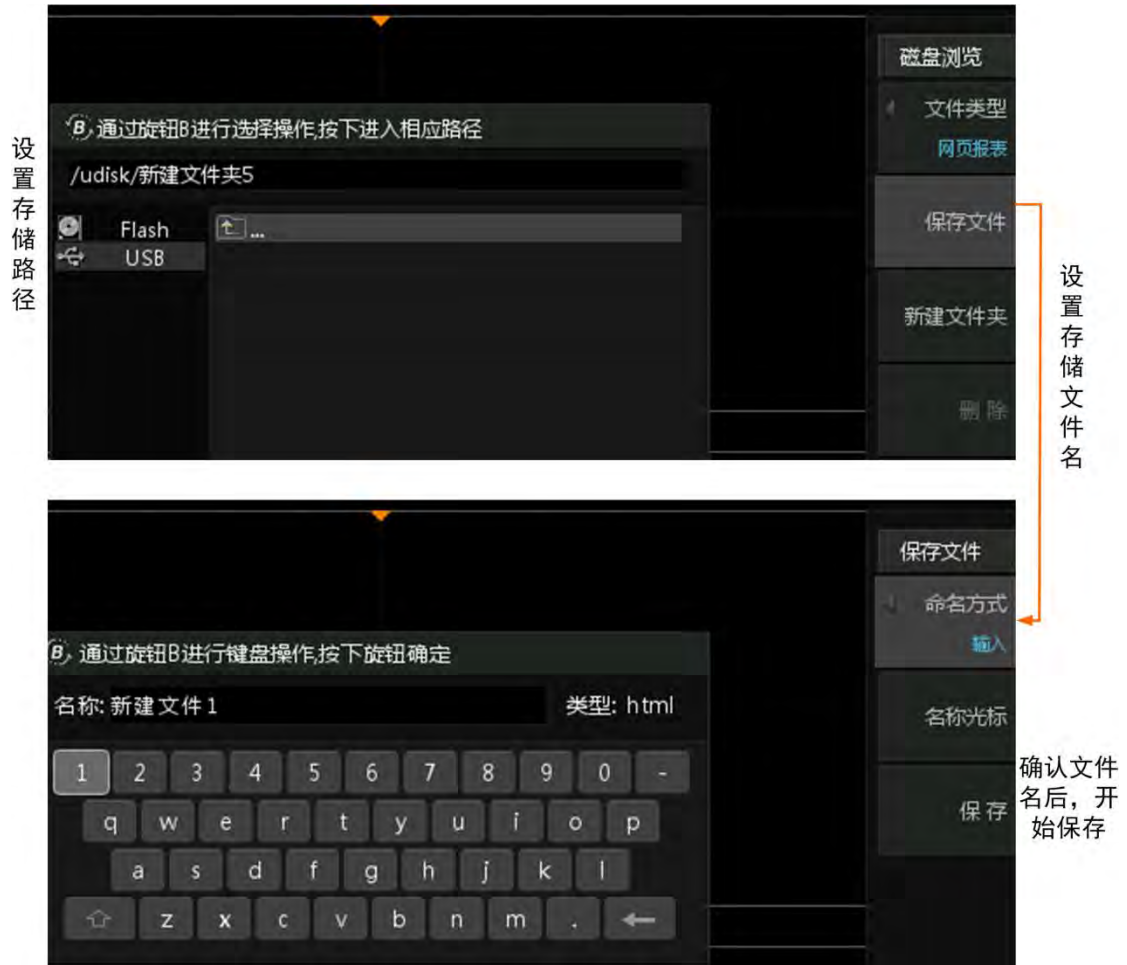 设置存储路径
磁盘浏览
文件类型
网页报表
B 通过旋钮B进行选择操作,按下进入相应路径
/udisk/新建文件夹5
Flash
...
USB
保存文件
新建文件夹
删除
设置存储文件名
保存文件
命名方式
输入
B 通过旋钮B进行键盘操作,按下旋钮确定
名称: 新建文件1 类型: html
名称光标
1 2 3 4 5 6 7 8 9 0 -
q w e r t y u i o p
a s d f g h j k l
z x c v b n m .
保存
确认文件
名后，开
始保存